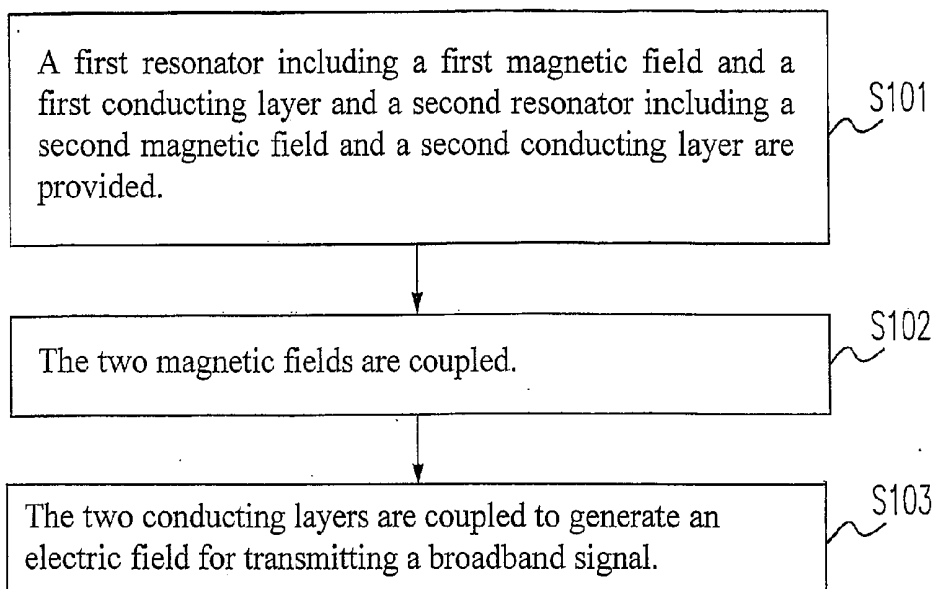 A first resonator including a first magnetic field and a
first conducting layer and a second resonator including a
second magnetic field and a second conducting layer are
provided.
S101
The two magnetic fields are coupled.
S102
The two conducting layers are coupled to generate an
electric field for transmitting a broadband signal.
S103